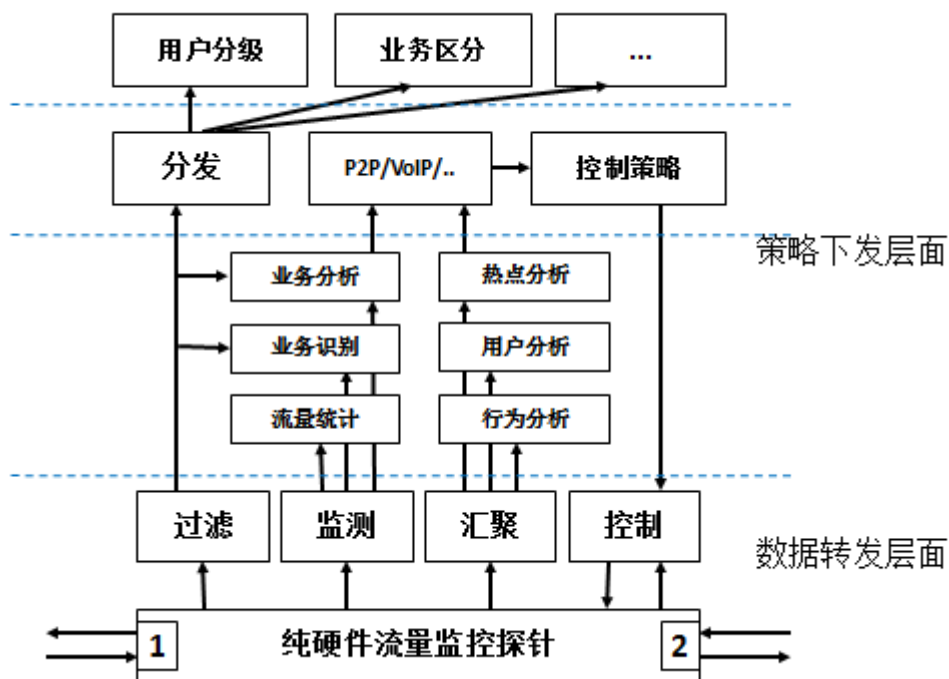 用户分级
业务区分
...
分发
P2P/VoIP/..
控制策略
策略下发层面
业务分析
热点分析
业务识别
用户分析
流量统计
行为分析
过滤
监测
汇聚
控制
数据转发层面
1
纯硬件流量监控探针
2